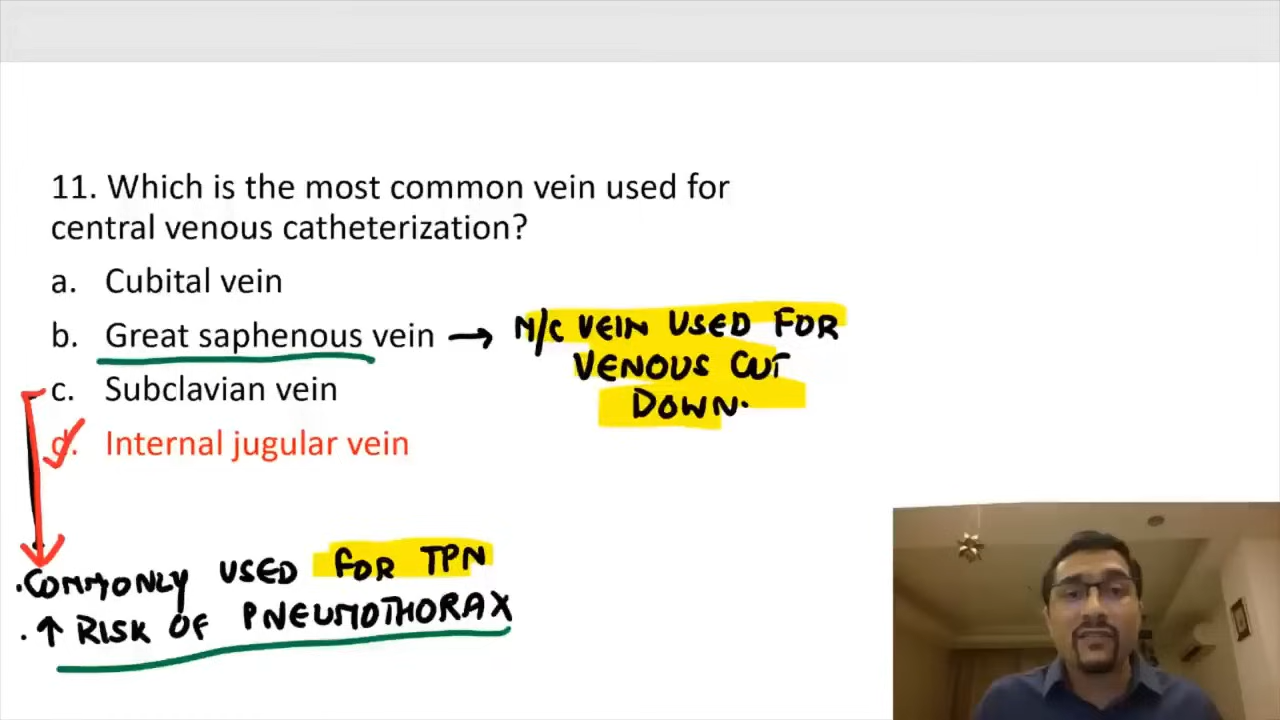 11. Which is the most common vein used for
central venous catheterization?
a. Cubital vein
b. Great saphenous vein → M/C VEIN USED FOR
VENOUS CUT
DOWN.
c. Subclavian vein
d. Internal jugular vein
. COMMONLY USED FOR TPN
. ↑ RISK OF PNEUMOTHORAX